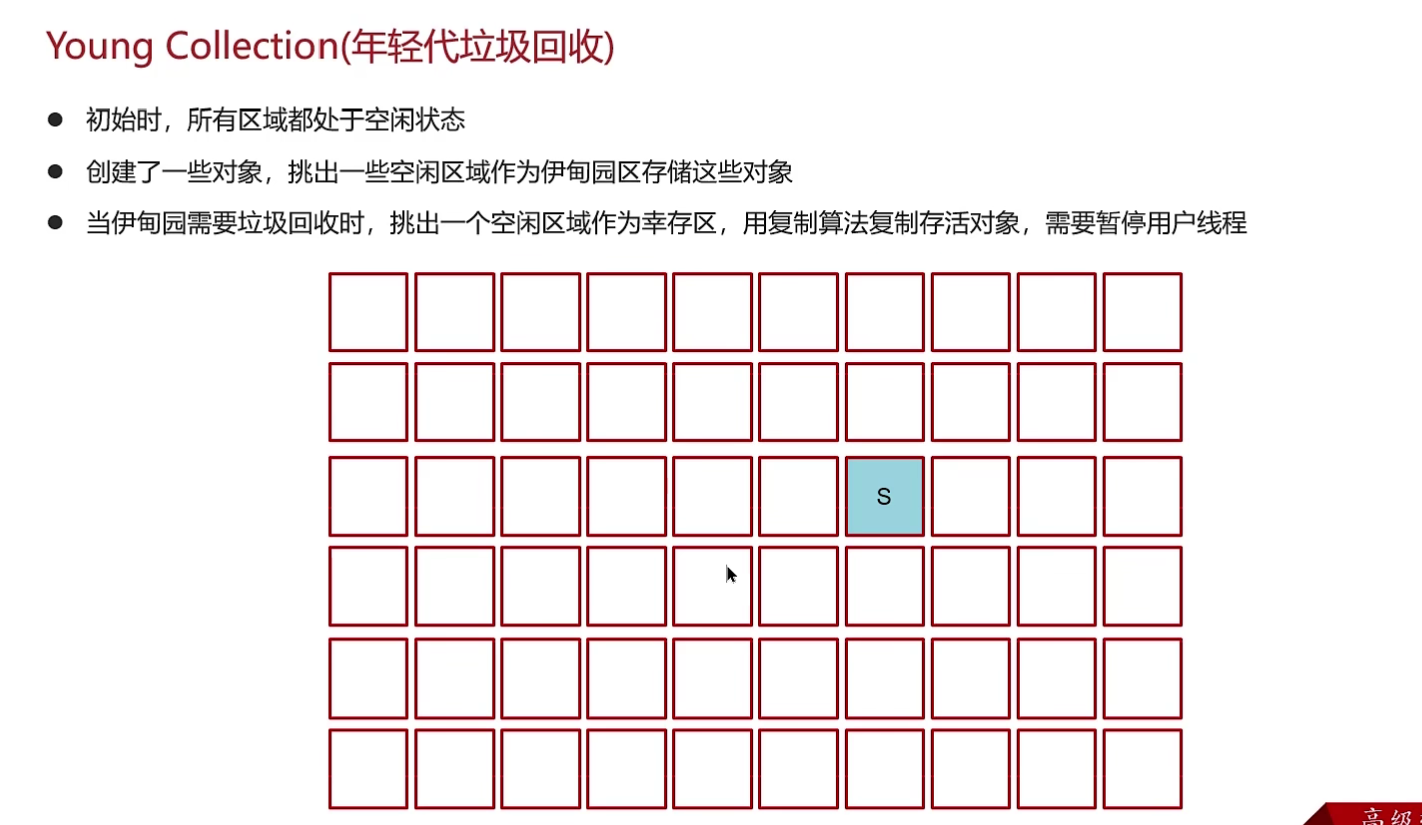 Young Collection(年轻代垃圾回收)
● 初始时，所有区域都处于空闲状态
● 创建了一些对象，挑出一些空闲区域作为伊甸园区存储这些对象
● 当伊甸园需要垃圾回收时，挑出一个空闲区域作为幸存区，用复制算法复制存活对象，需要暂停用户线程
S
高级